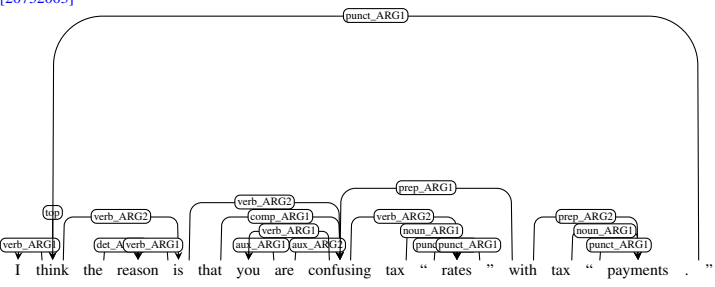 punct_ARG1
prep_ARG1
top
verb_ARG2
verb_ARG2
comp_ARG1
verb_ARG2
prep_ARG2
verb_ARG1
noun_ARG1
noun_ARG1
verb_ARG1
verb_ARG1
aux_ARG1
aux_ARG2
punct_ARG1
punct_ARG1
I think the reason is that you are confusing tax “ rates ” with tax “ payments . ”